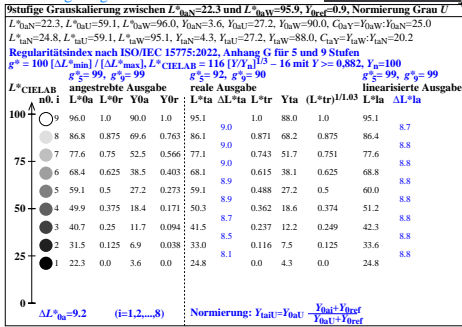 9stufige Grauskalierung zwischen L*0aN=22.3 und L*0aW=95.9, Y0ref=0.9, Normierung Grau U
L*0aN=22.3, L*0aU=59.1, L*0aW=96.0, Y0aN=3.6, Y0aU=27.2, Y0aW=90.0, C0aY=Y0aW:Y0aN=25.0
L*taN=24.8, L*taU=59.1, L*taW=95.1, YtaN=4.3, YtaU=27.2, YtaW=88.0, CtaY=YtaW:YtaN=20.2
Regularitätsindex nach ISO/IEC 15775:2022, Anhang G für 5 und 9 Stufen
g* = 100 [ΔL*min] / [ΔL*max], L*CIELAB = 116 [Y/Yn]1/3 - 16 mit Y >= 0,882, Yn=100
g*5= 99, g*9= 99 g*5= 92, g*9= 90 g*5= 99, g*9= 99
L*CIELAB angestrebte Ausgabe reale Ausgabe linearisierte Ausgabe
n0. i L*0a L*0r Y0a Y0r L*ta ΔL*ta L*tr Yta (L*tr)1/1.03 L*la ΔL*la
9 96.0 1.0 90.0 1.0 95.1 1.0 88.0 1.0 95.1
100
9.0 8.7
8 86.8 0.875 69.6 0.763 86.1 0.871 68.2 0.875 86.4
9.0 8.8
7 77.6 0.75 52.5 0.566 77.1 0.743 51.7 0.751 77.6
75
8.9 8.8
6 68.4 0.625 38.5 0.403 68.1 0.615 38.1 0.625 68.8
9.0 8.8
5 59.1 0.5 27.2 0.273 59.1 0.488 27.2 0.5 60.0
8.9 8.8
50
4 49.9 0.375 18.4 0.171 50.3 0.362 18.6 0.374 51.2
8.7 8.8
3 40.7 0.25 11.7 0.094 41.5 0.237 12.2 0.249 42.3
8.5 8.8
2 31.5 0.125 6.9 0.038 33.0 0.116 7.5 0.125 33.6
25
8.1 8.8
1 22.3 0.0 3.6 0.0 24.8 0.0 4.3 0.0 24.8
0
ΔL*0a=9.2 (i=1,2,...,8) Normierung: YtaiU=Y0aU Y0ai+Y0ref
Y0aU+Y0ref